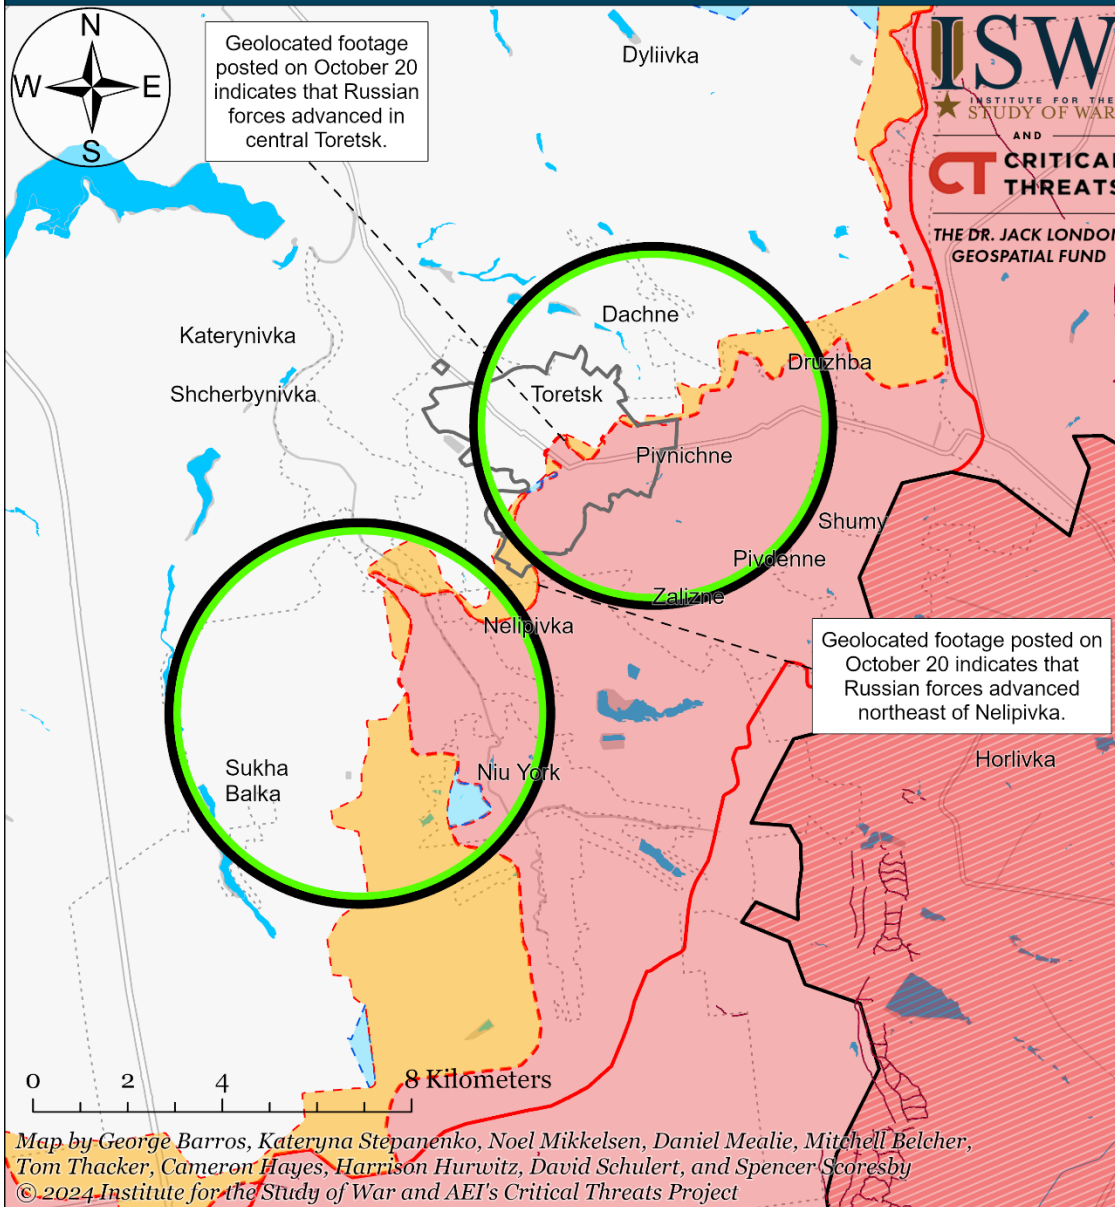 N
W
E
S
Geolocated footage
posted on October 20
indicates that Russian
forces advanced in
central Toretsk.
Dyliivka
ISW
INSTITUTE FOR THE
STUDY OF WAR
AND
CT CRITICAL
THREATS
THE DR. JACK LONDON
GEOSPATIAL FUND
Katerynivka
Dachne
Druzhba
Shcherbynivka
Toretsk
Pivnichne
Shumy
Pivdenne
Zalizne
Nelipivka
Geolocated footage posted on
October 20 indicates that
Russian forces advanced
northeast of Nelipivka.
Horlivka
Sukha
Balka
Niu York
0 2 4 8 Kilometers
Map by George Barros, Kateryna Stepanenko, Noel Mikkelsen, Daniel Mealie, Mitchell Belcher,
Tom Thacker, Cameron Hayes, Harrison Hurwitz, David Schulert, and Spencer Scoresby
© 2024 Institute for the Study of War and AEI's Critical Threats Project